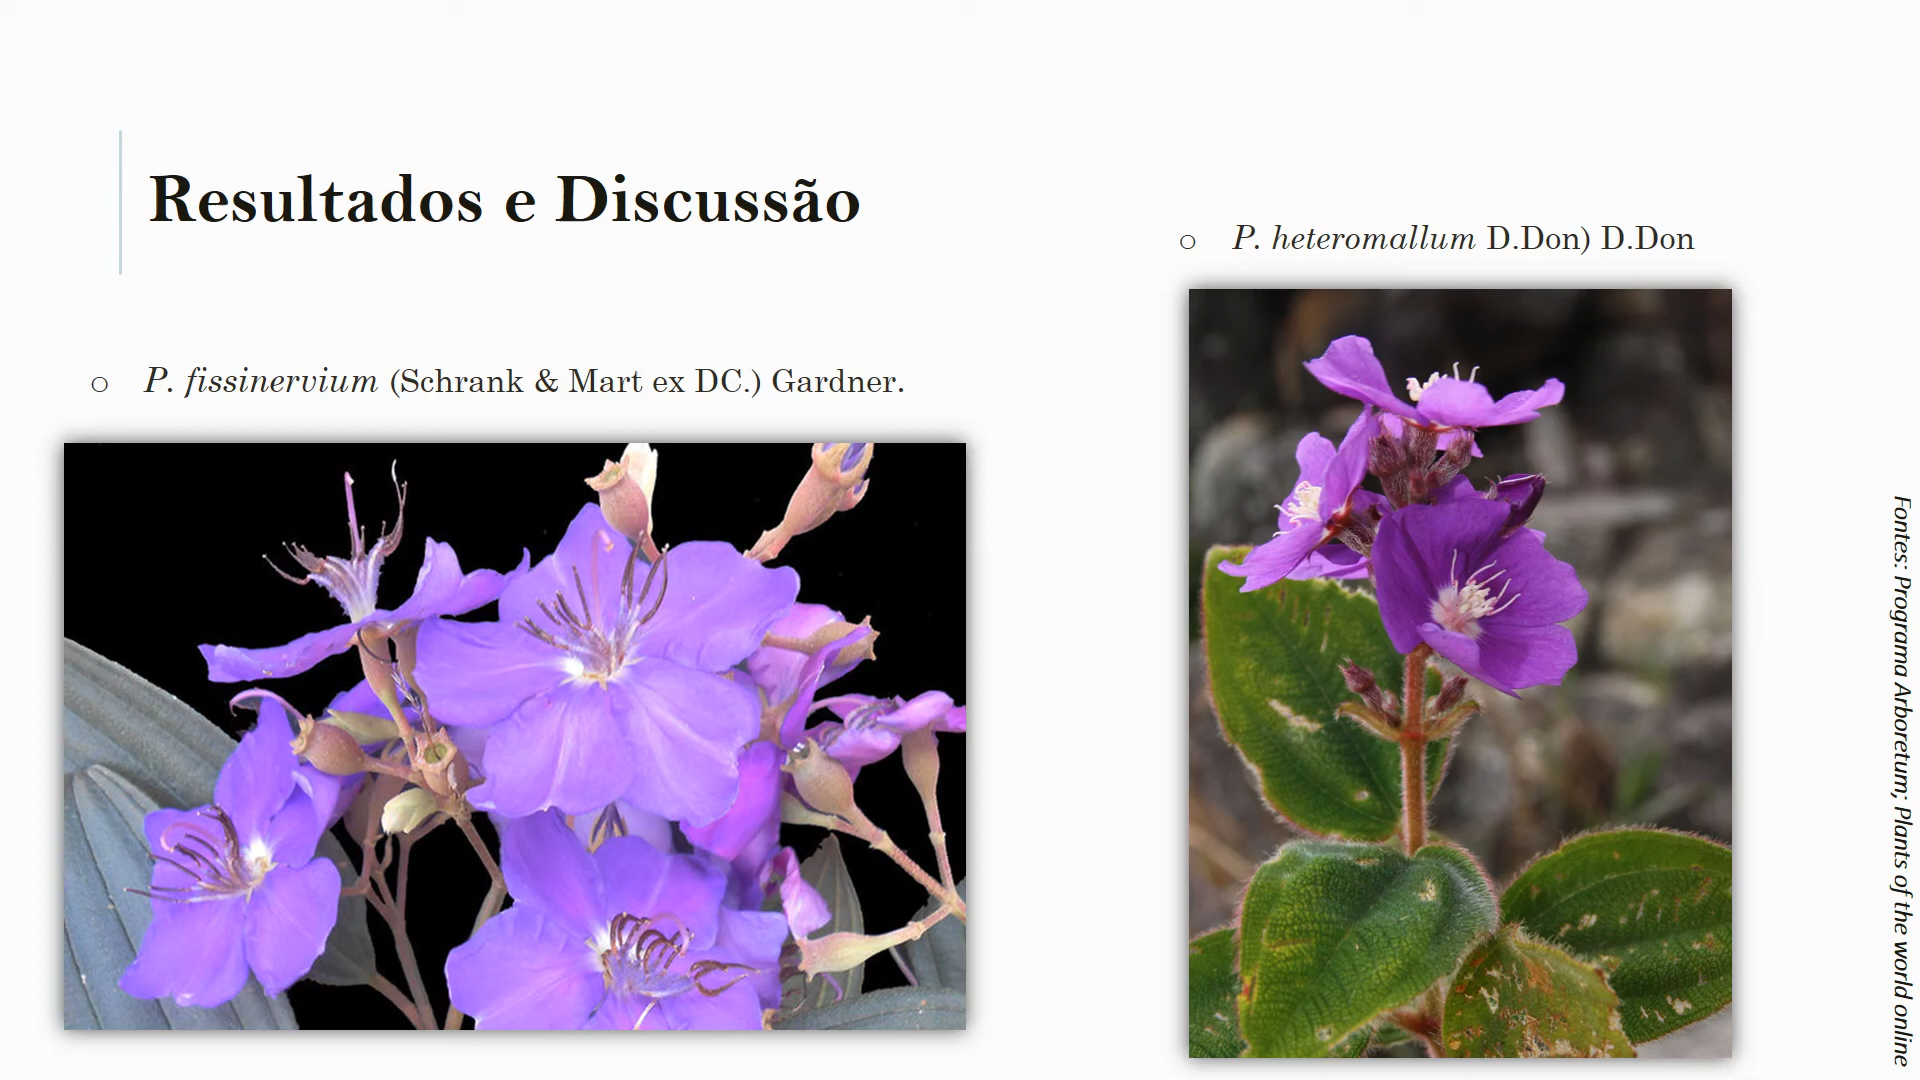 Resultados e Discussão
P. heteromallum D.Don) D.Don
P. fissinervium (Schrank & Mart ex DC.) Gardner.
Fontes: Programa Arboretum; Plants of the world online